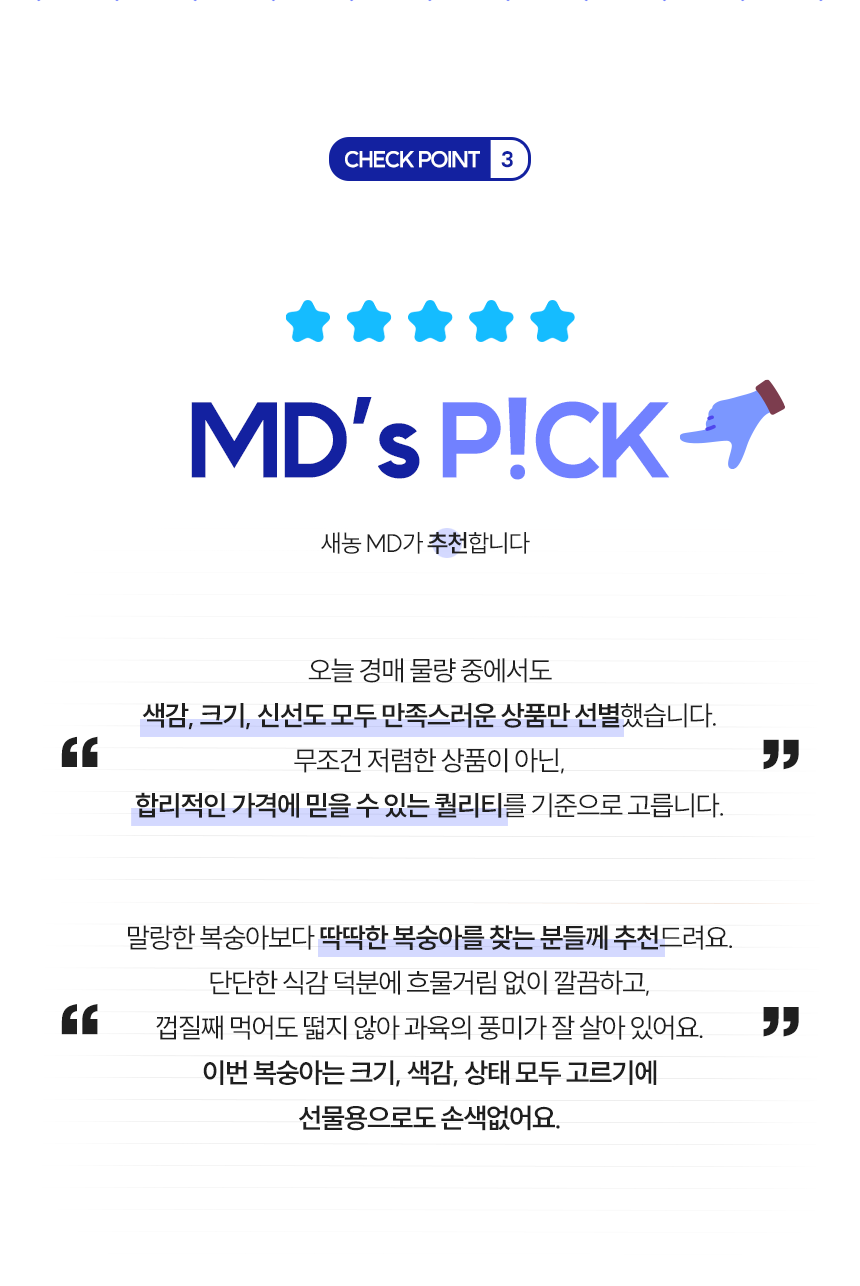 CHECK POINT 3
MD's P!CK
새농 MD가 추천합니다
오늘 경매 물량 중에서도
색감, 크기, 신선도 모두 만족스러운 상품만 선별했습니다.
무조건 저렴한 상품이 아닌,
합리적인 가격에 믿을 수 있는 퀄리티를 기준으로 고릅니다.
말랑한 복숭아보다 딱딱한 복숭아를 찾는 분들께 추천드려요.
단단한 식감 덕분에 흐물거림 없이 깔끔하고,
껍질째 먹어도 떫지 않아 과육의 풍미가 잘 살아 있어요.
이번 복숭아는 크기, 색감, 상태 모두 고르기에
선물용으로도 손색없어요.